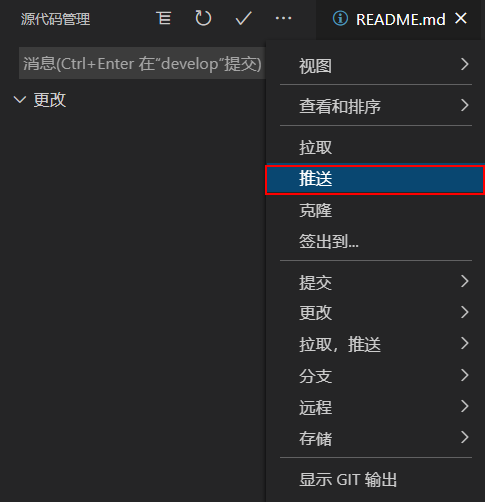 源代码管理
README.md
消息(Ctrl+Enter 在“develop”提交)
更改
视图
查看和排序
拉取
推送
克隆
签出到...
提交
更改
拉取，推送
分支
远程
存储
显示 GIT 输出